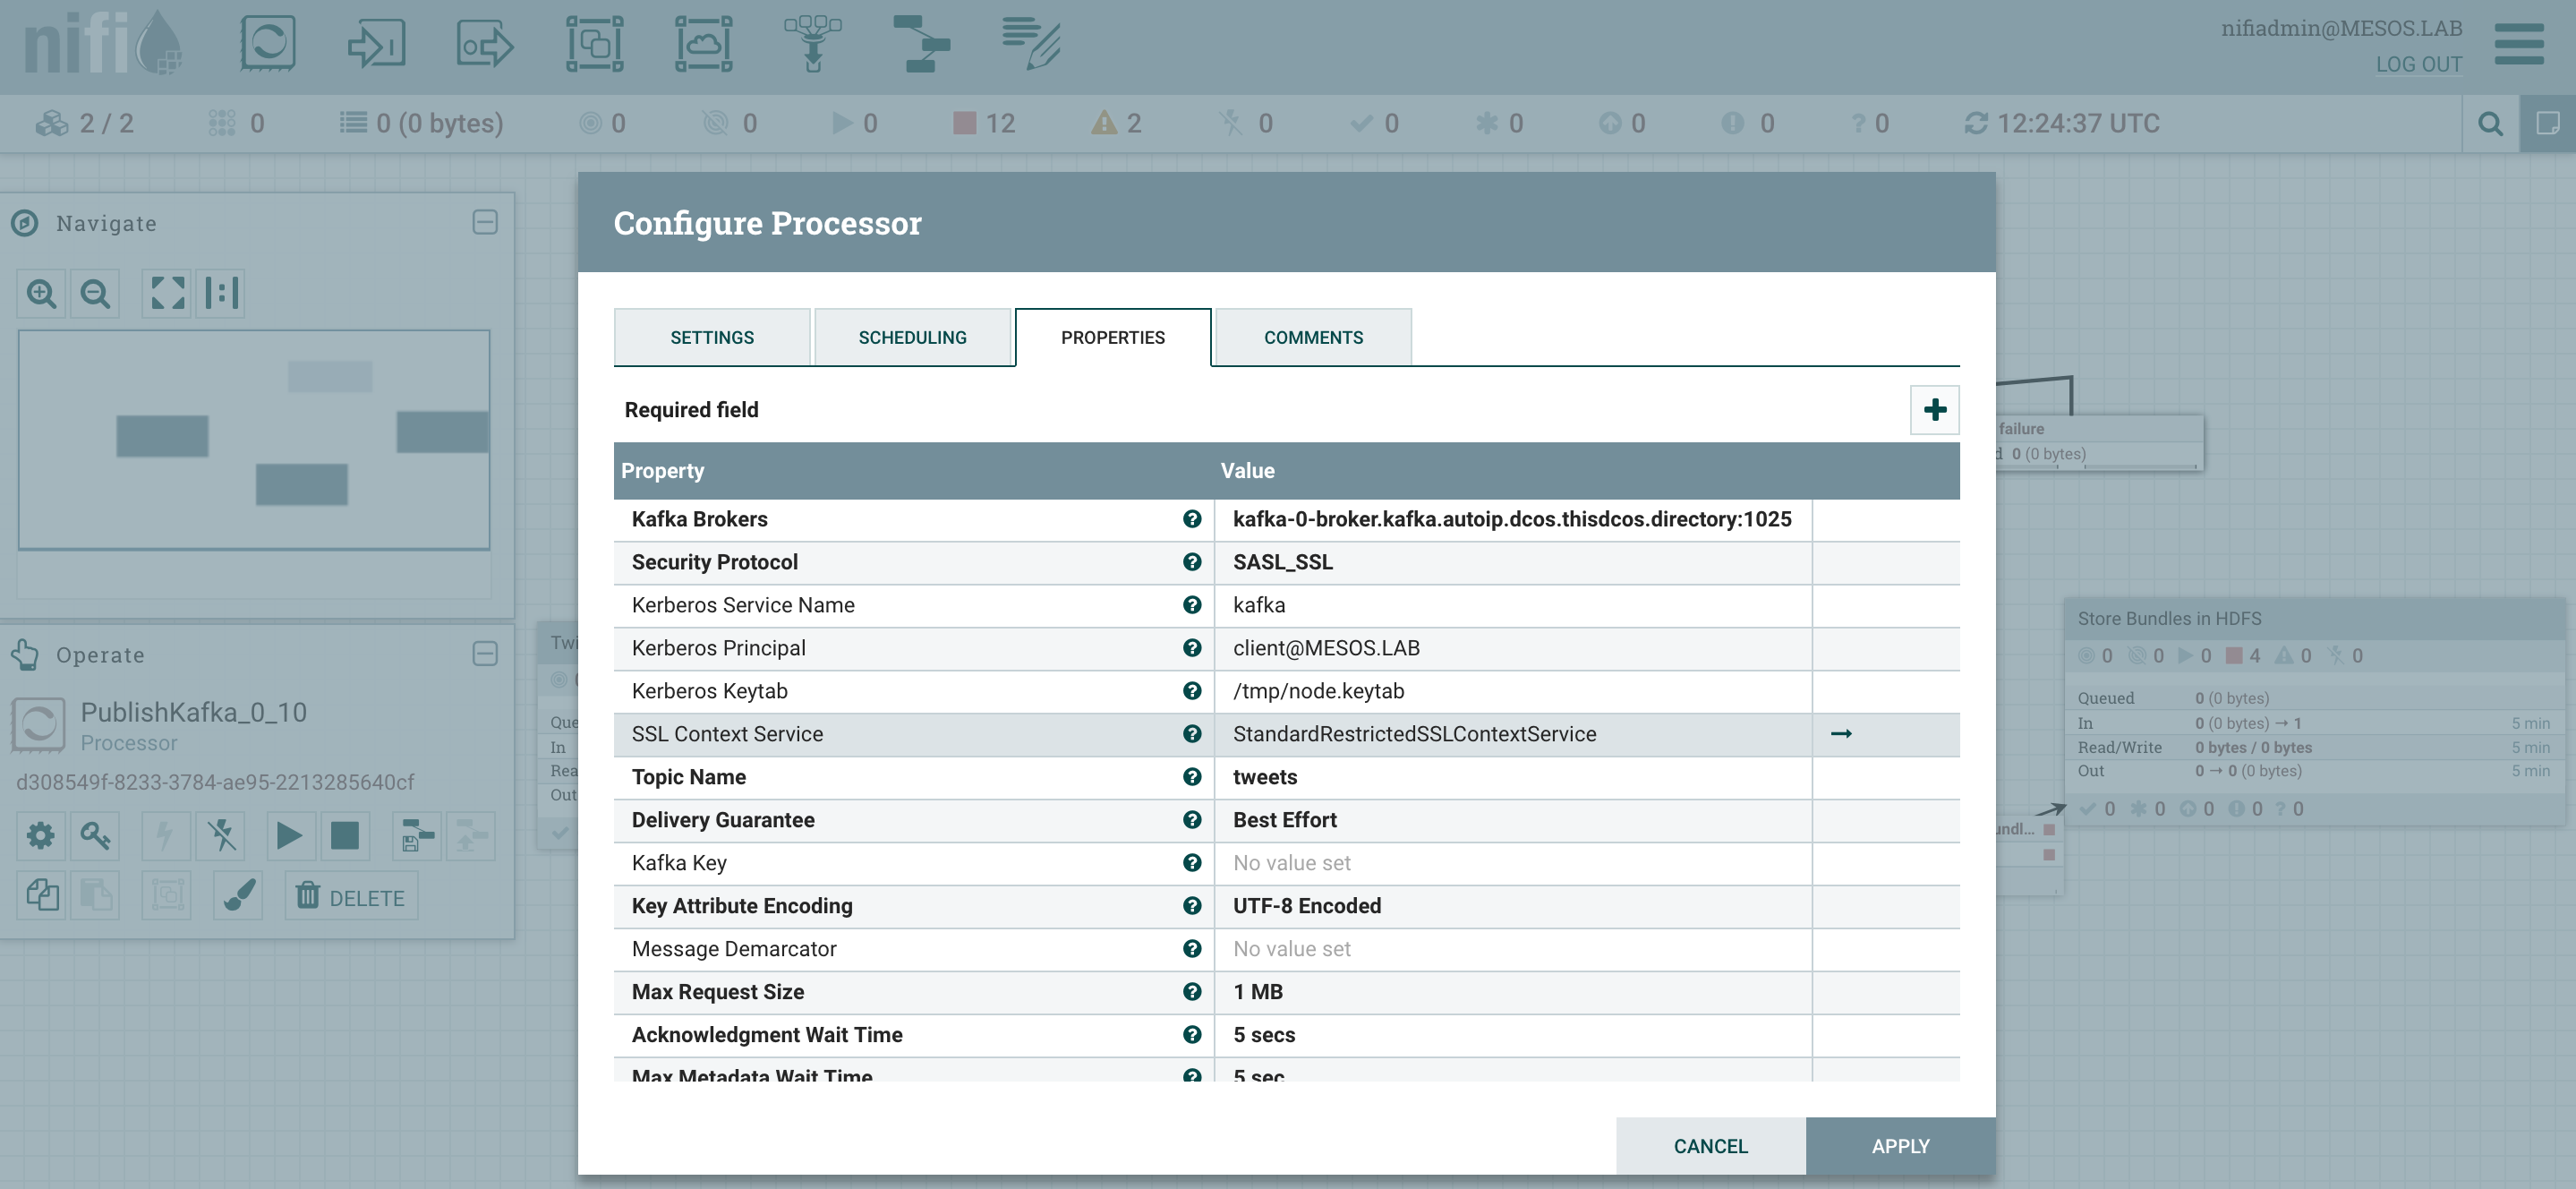 nifi
nifiadmin@MESOS.LAB
LOG OUT
2 / 2 0 0 (0 bytes) 0 0 0 12 2 0 0 0 0 0 ? 0 12:24:37 UTC
Navigate
Operate
PublishKafka_0_10
Processor
d308549f-8233-3784-ae95-2213285640cf
DELETE
Twi
Que
In
Rea
Out
Configure Processor
SETTINGS SCHEDULING PROPERTIES COMMENTS
Required field
Property Value
Kafka Brokers ? kafka-0-broker.kafka.autoip.dcos.thisdcos.directory:1025
Security Protocol ? SASL_SSL
Kerberos Service Name ? kafka
Kerberos Principal ? client@MESOS.LAB
Kerberos Keytab ? /tmp/node.keytab
SSL Context Service ? StandardRestrictedSSLContextService
Topic Name ? tweets
Delivery Guarantee ? Best Effort
Kafka Key ? No value set
Key Attribute Encoding ? UTF-8 Encoded
Message Demarcator ? No value set
Max Request Size ? 1 MB
Acknowledgment Wait Time ? 5 secs
Max Metadata Wait Time ? 5 sec
CANCEL APPLY
failure
d 0 (0 bytes)
Store Bundles in HDFS
0 0 0 4 0 0
Queued 0 (0 bytes)
In 0 (0 bytes) → 1 5 min
Read/Write 0 bytes / 0 bytes 5 min
Out 0 → 0 (0 bytes) 5 min
0 0 0 0 ? 0
undl...